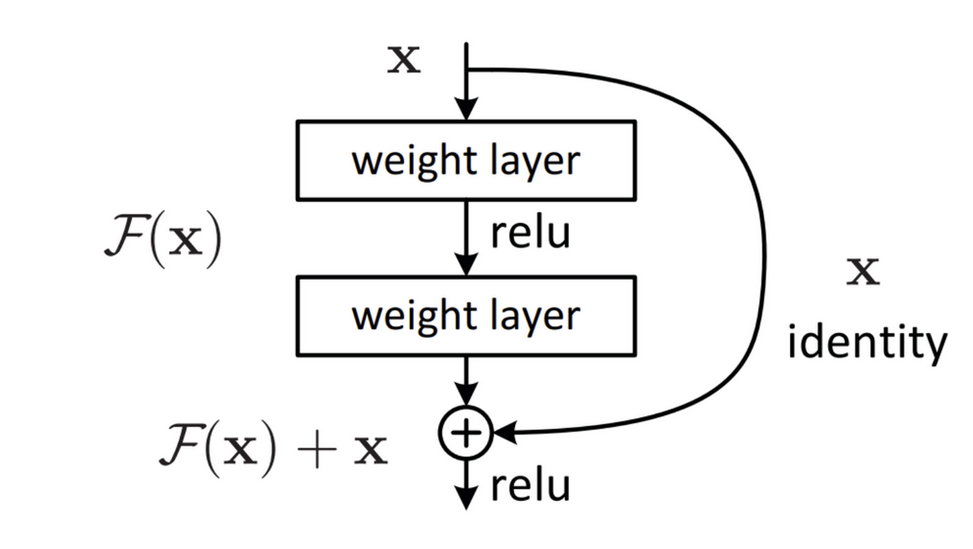 x
weight layer
relu
F(x)
x
identity
weight layer
F(x) + x
+
relu